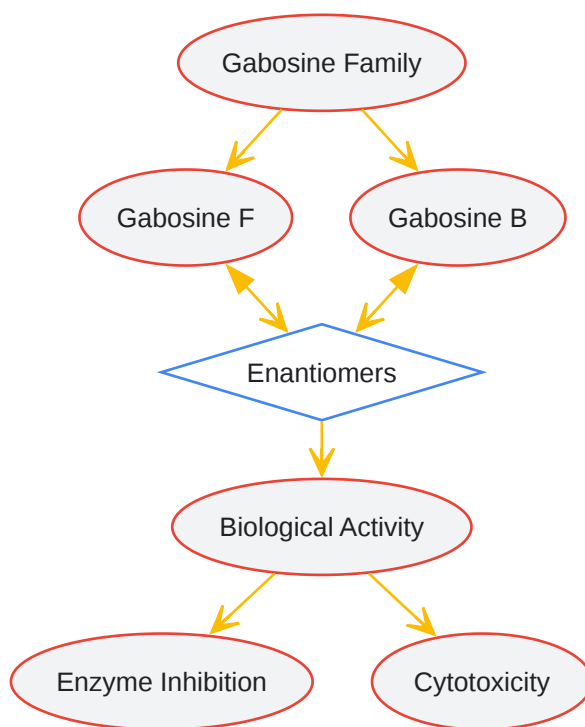 Gabosine Family
Gabosine F
Gabosine B
Enantiomers
Biological Activity
Enzyme Inhibition
Cytotoxicity